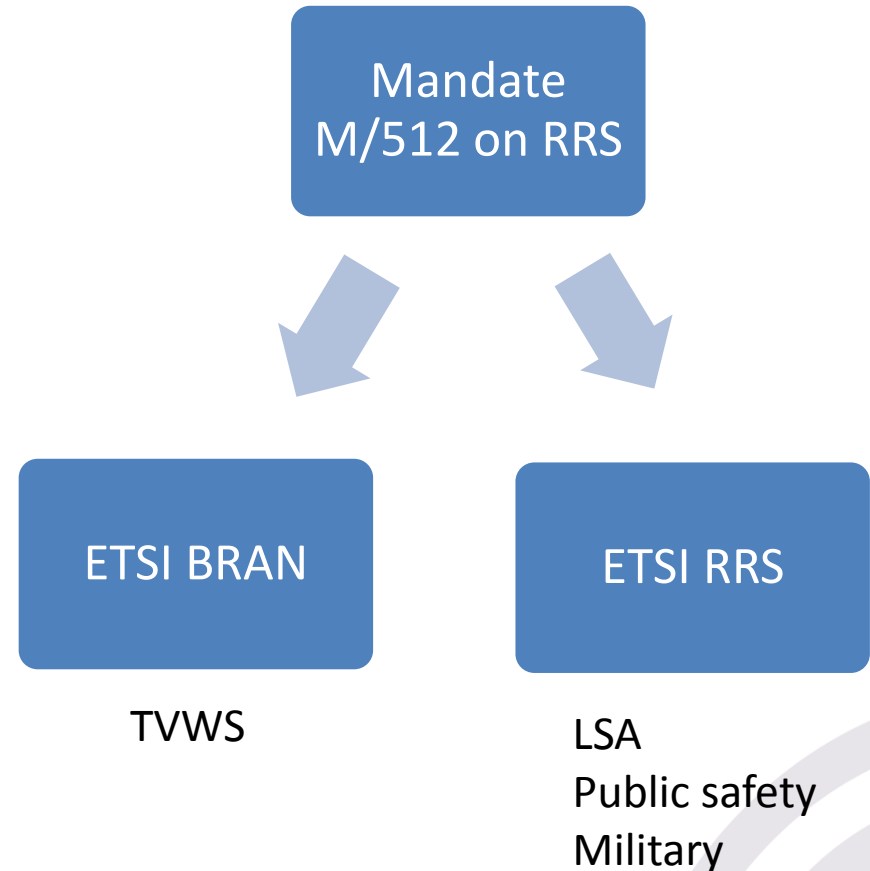 Mandate
M/512 on RRS
ETSI BRAN
ETSI RRS
TVWS
LSA
Public safety
Military